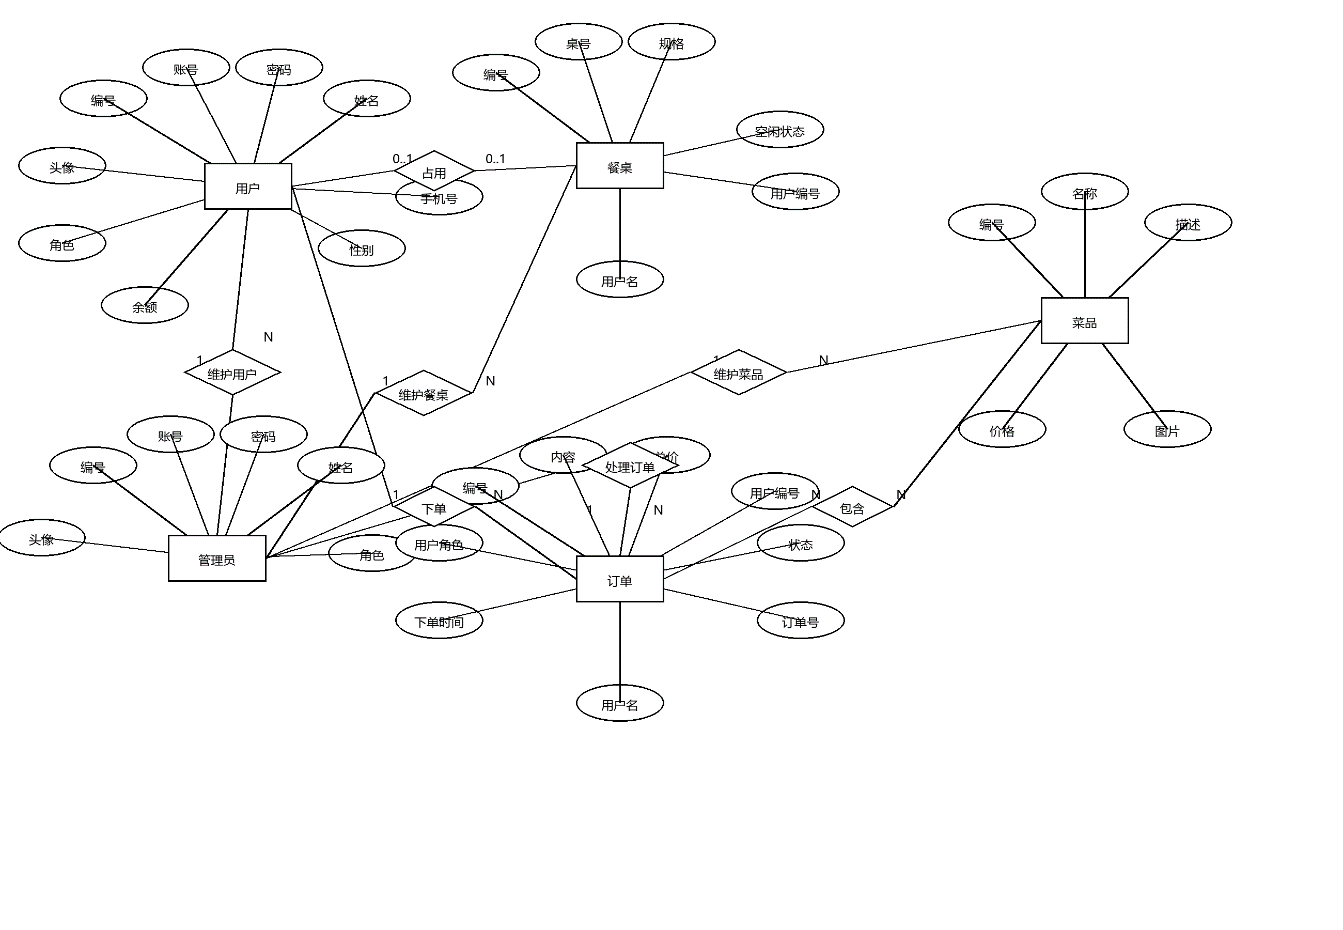 桌号
规格
账号
密码
编号
编号
姓名
空闲状态
0..1
0..1
头像
占用
餐桌
用户
手机号
用户编号
名称
编号
描述
角色
性别
用户名
余额
菜品
N
1
维护用户
1
维护餐桌
N
1
维护菜品
N
账号
密码
价格
图片
编号
姓名
内容
处理订单
总价
编号
用户编号
1
下单
N
1
N
N
包含
N
头像
管理员
角色
用户角色
状态
订单
下单时间
订单号
用户名